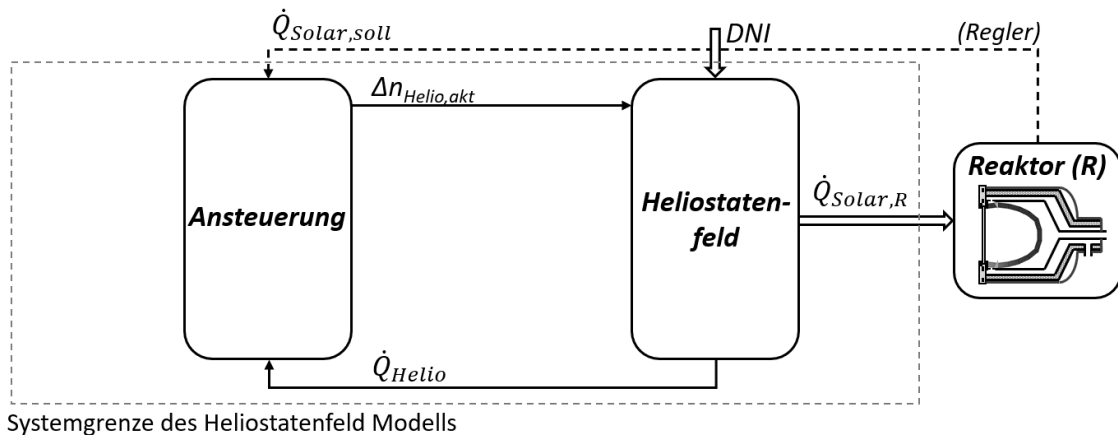 Q̇Solar,soll
DNI
(Regler)
ΔnHelio,akt
Reaktor (R)
Ansteuerung
Heliostaten-
feld
Q̇Solar,R
Q̇Helio
Systemgrenze des Heliostatenfeld Modells